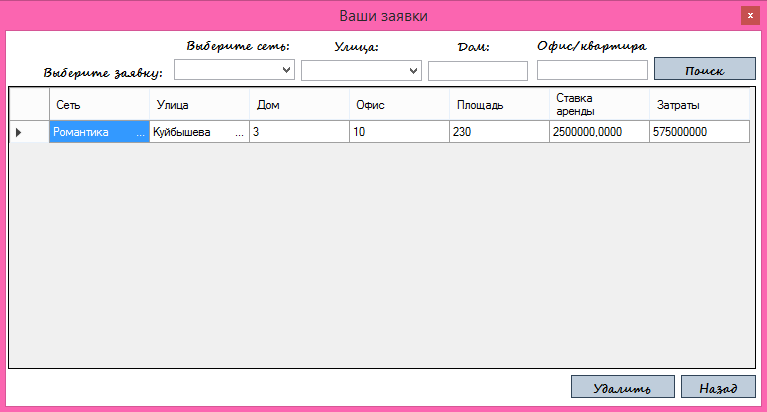 Ваши заявки
x
Выберите сеть: Улица: Дом: Офис/квартира
Выберите заявку: Поиск
Сеть Улица Дом Офис Площадь Ставка аренды Затраты
Романтика ... Куйбышева ... 3 10 230 2500000,0000 575000000
Удалить Назад